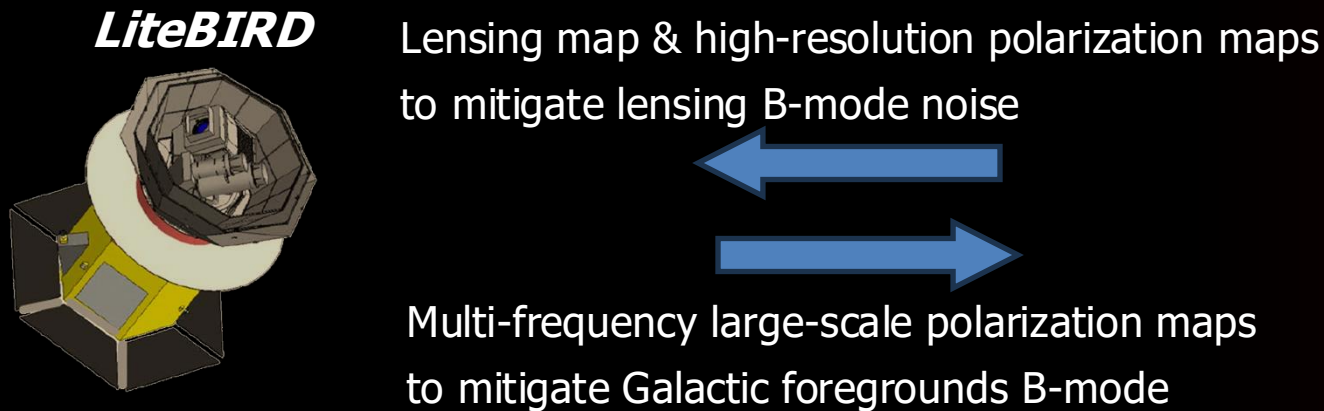 LiteBIRD
Lensing map & high-resolution polarization maps
to mitigate lensing B-mode noise
Multi-frequency large-scale polarization maps
to mitigate Galactic foregrounds B-mode